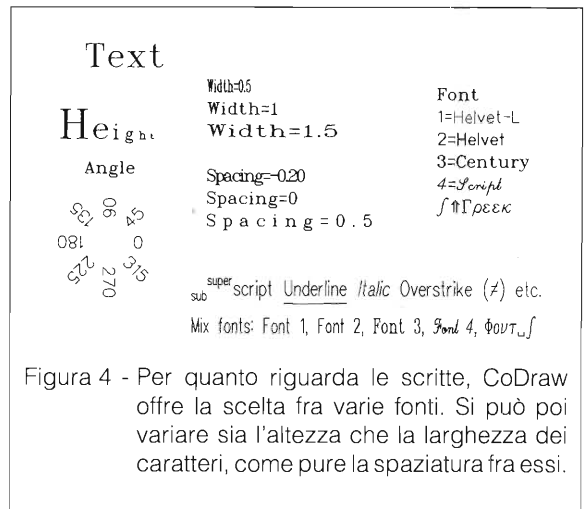 Text
Height
Angle
0
45
90
135
180
225
270
315
Width=0.5
Width=1
Width=1.5
Spacing=-0.20
Spacing=0
Spacing=0.5
Font
1=Helvet-L
2=Helvet
3=Century
4=Script
∫⇑Γρεεκ
sub super script Underline Italic Overstrike (≠) etc.
Mix fonts: Font 1, Font 2, Font 3, Font 4, Φουτ␣∫
Figura 4 - Per quanto riguarda le scritte, CoDraw
offre la scelta fra varie fonti. Si può poi
variare sia l'altezza che la larghezza dei
caratteri, come pure la spaziatura fra essi.